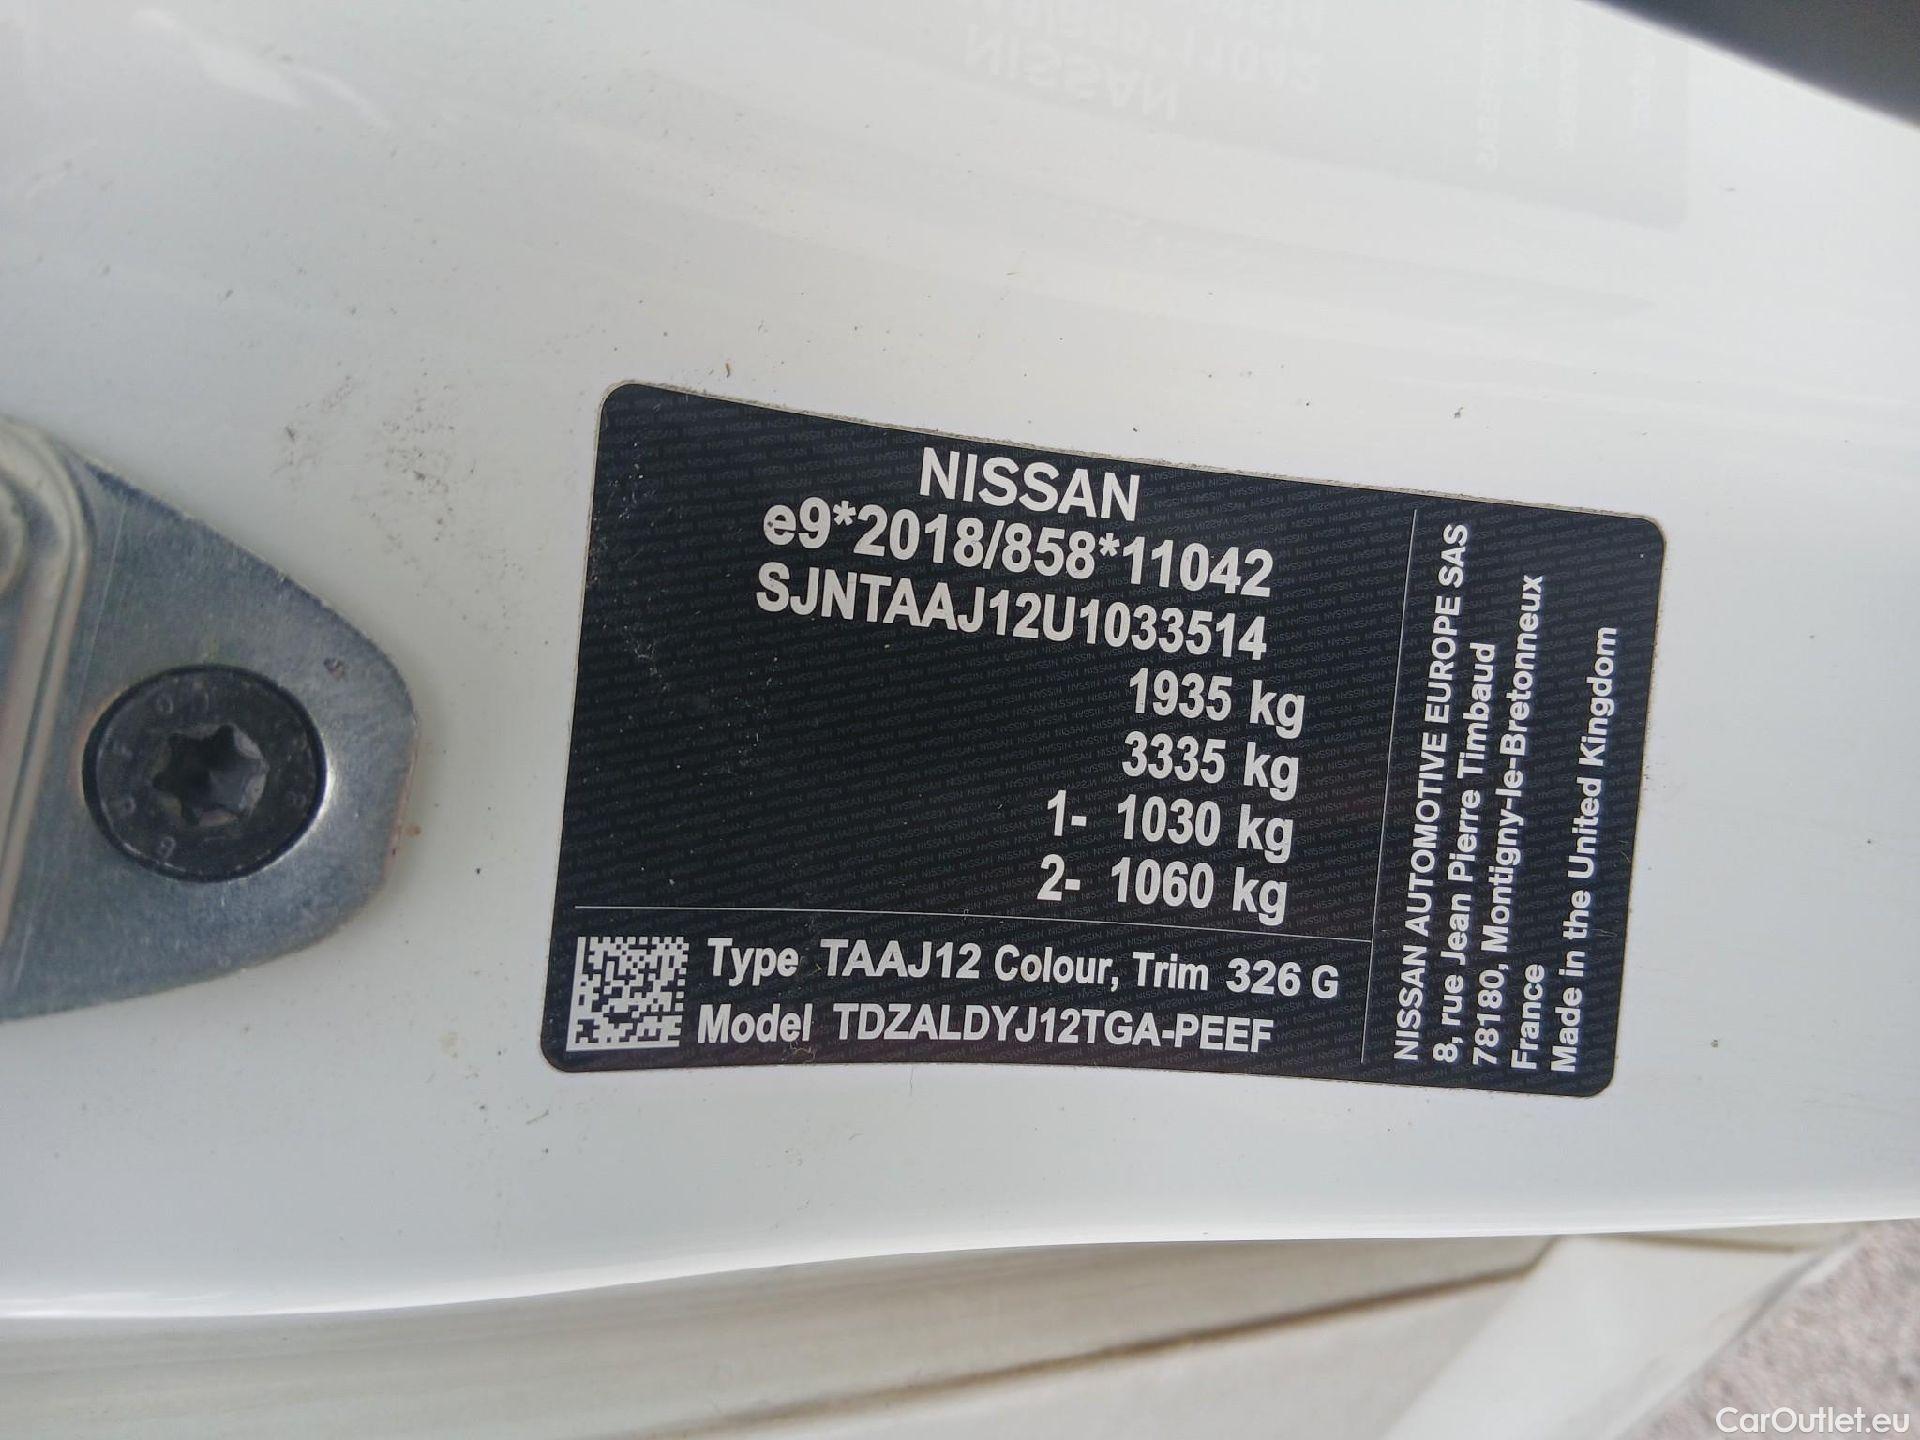 NISSAN
e9*2018/858*11042
SJNTAAJ12U1033514
1935 kg
3335 kg
1- 1030 kg
2- 1060 kg
Type TAAJ12 Colour, Trim 326 G
Model TDZALDYJ12TGA-PEEF
NISSAN AUTOMOTIVE EUROPE SAS
8, rue Jean Pierre Timbaud
78180, Montigny-le-Bretonneux
France
Made in the United Kingdom
CarOutlet.eu